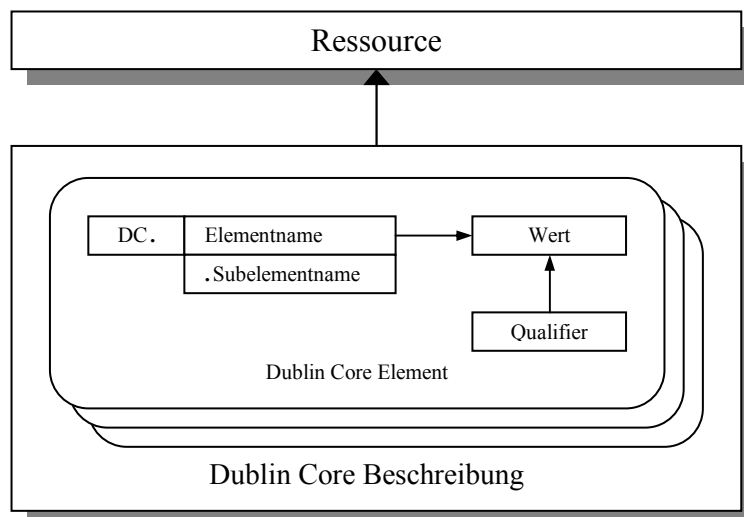 Ressource
DC. Elementname
Wert
.Subelementname
Qualifier
Dublin Core Element
Dublin Core Beschreibung